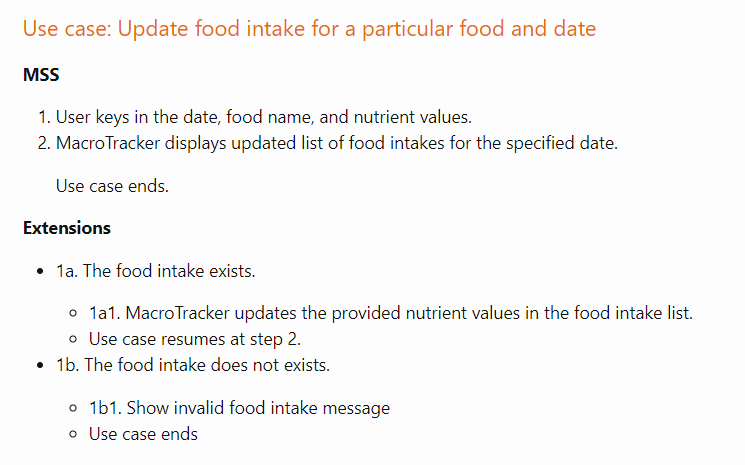 Use case: Update food intake for a particular food and date
MSS
1. User keys in the date, food name, and nutrient values.
2. MacroTracker displays updated list of food intakes for the specified date.
Use case ends.
Extensions
• 1a. The food intake exists.
◦ 1a1. MacroTracker updates the provided nutrient values in the food intake list.
◦ Use case resumes at step 2.
• 1b. The food intake does not exists.
◦ 1b1. Show invalid food intake message
◦ Use case ends